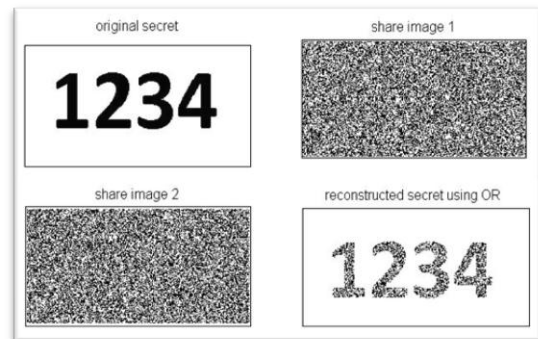 original secret
1234
share image 1
share image 2
reconstructed secret using OR
1234